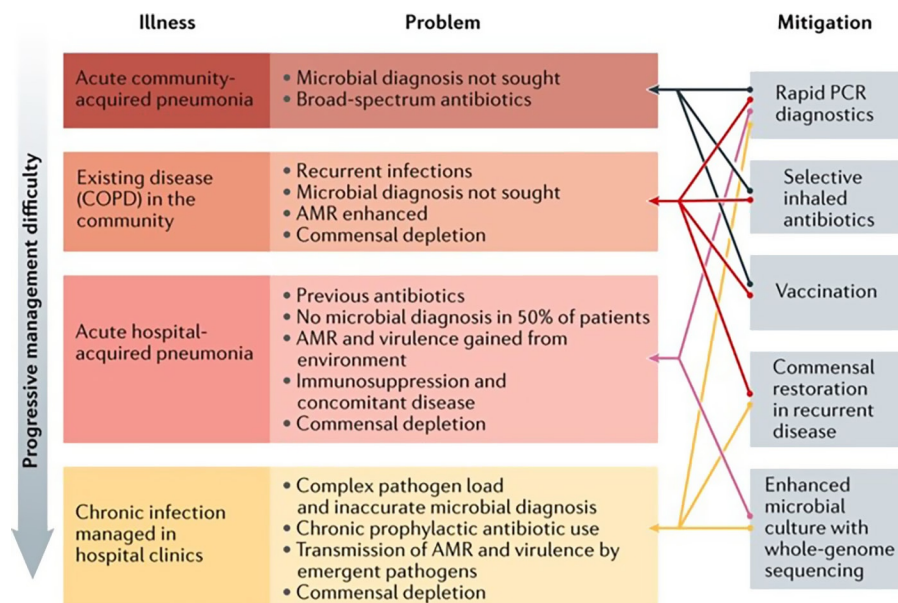 Illness
Problem
Mitigation
Progressive management difficulty
Acute community-
acquired pneumonia
• Microbial diagnosis not sought
• Broad-spectrum antibiotics
Existing disease
(COPD) in the
community
• Recurrent infections
• Microbial diagnosis not sought
• AMR enhanced
• Commensal depletion
Acute hospital-
acquired pneumonia
• Previous antibiotics
• No microbial diagnosis in 50% of patients
• AMR and virulence gained from
environment
• Immunosuppression and
concomitant disease
• Commensal depletion
Chronic infection
managed in
hospital clinics
• Complex pathogen load
and inaccurate microbial diagnosis
• Chronic prophylactic antibiotic use
• Transmission of AMR and virulence by
emergent pathogens
• Commensal depletion
Rapid PCR
diagnostics
Selective
inhaled
antibiotics
Vaccination
Commensal
restoration
in recurrent
disease
Enhanced
microbial
culture with
whole-genome
sequencing